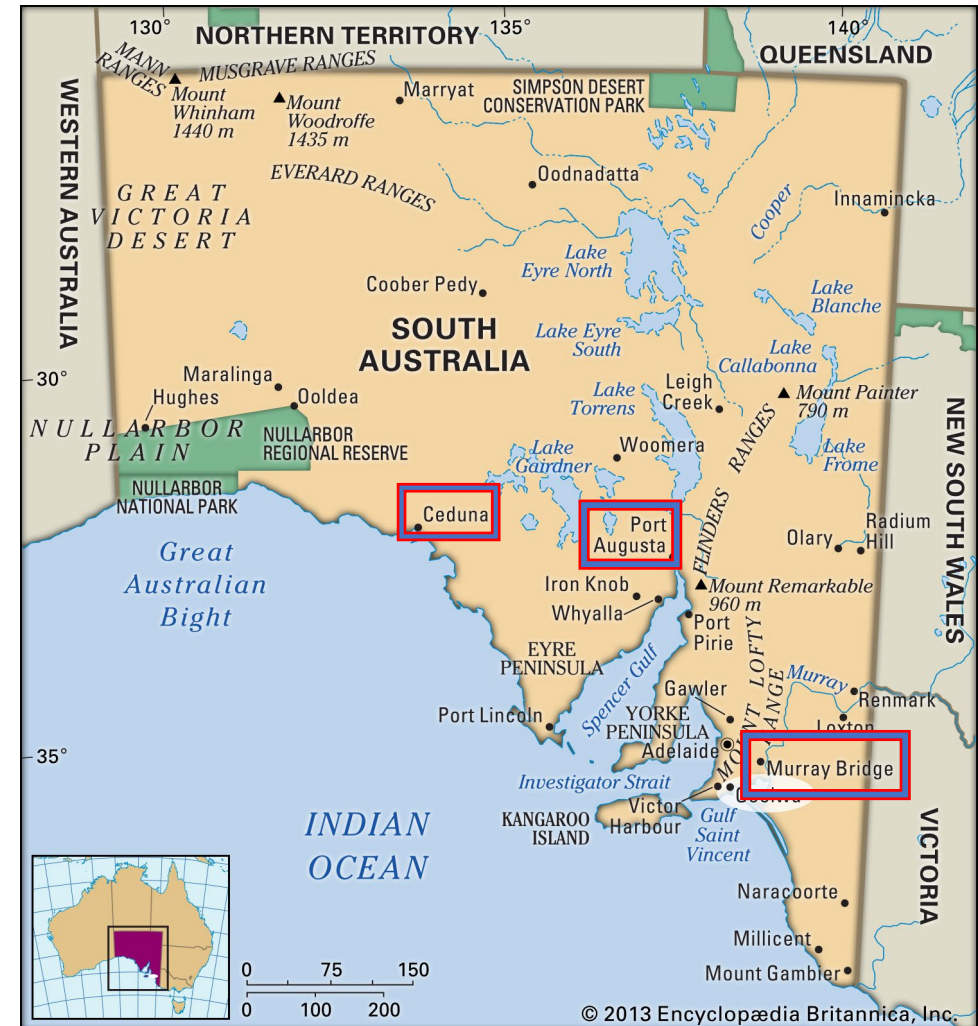 130°
135°
140°
NORTHERN TERRITORY
QUEENSLAND
MANN
RANGES
MUSGRAVE RANGES
Mount
Whinham
1440 m
Mount
Woodroffe
1435 m
Marryat
SIMPSON DESERT
CONSERVATION PARK
WESTERN AUSTRALIA
EVERARD RANGES
Oodnadatta
GREAT
VICTORIA
DESERT
Cooper
Innamincka
Lake
Eyre North
Coober Pedy
Lake
Blanche
SOUTH
AUSTRALIA
Lake Eyre
South
Lake
Callabonna
30°
Maralinga
Hughes
Ooldea
Lake
Torrens
Leigh
Creek
Mount Painter
790 m
NULLARBOR
PLAIN
NULLARBOR
REGIONAL RESERVE
Lake
Gairdner
Woomera
FLINDERS RANGES
Lake
Frome
NEW SOUTH WALES
NULLARBOR
NATIONAL PARK
Ceduna
Port
Augusta
Olary
Radium
Hill
Great
Australian
Bight
Iron Knob
Whyalla
Mount Remarkable
960 m
Port
Pirie
EYRE
PENINSULA
Spencer Gulf
MOUNT LOFTY
RANGE
Murray
Renmark
Gawler
Loxton
Port Lincoln
YORKE
PENINSULA
Adelaide
35°
Murray Bridge
Investigator Strait
Victor
Harbour
KANGAROO
ISLAND
Gulf
Saint
Vincent
INDIAN
OCEAN
VICTORIA
Naracoorte
Millicent
Mount Gambier
0 75 150
0 100 200
© 2013 Encyclopædia Britannica, Inc.